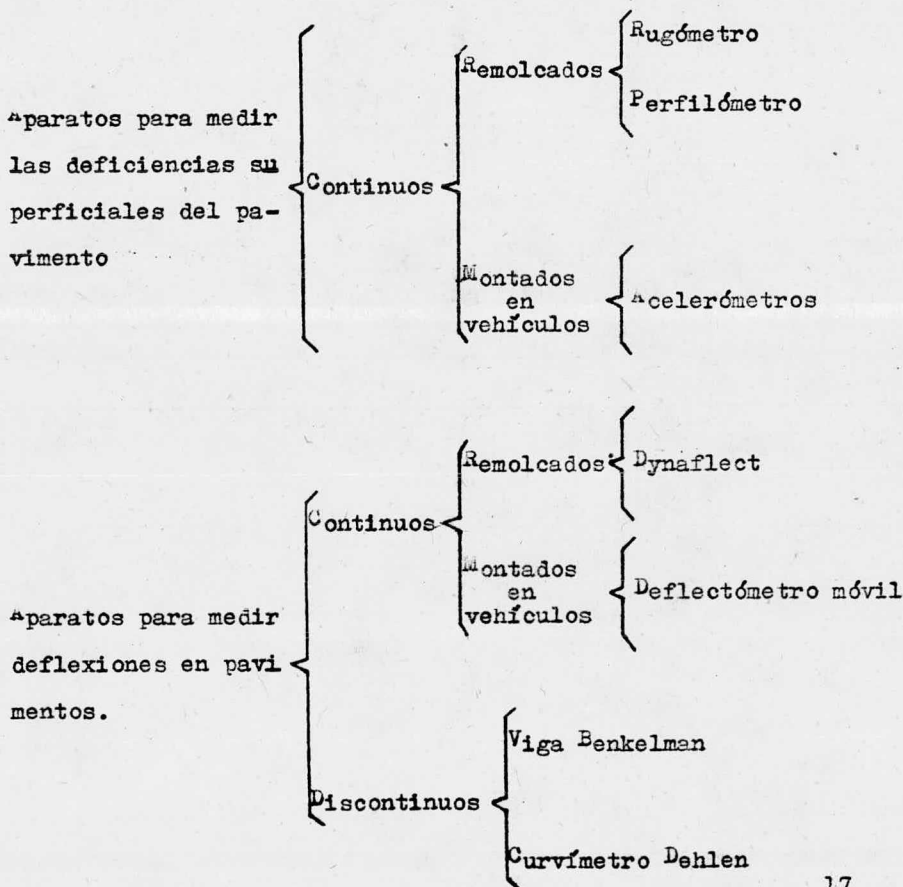 Aparatos para medir
las deficiencias su
perficiales del pa-
vimento
Continuos
Remolcados
Rugómetro
Perfilómetro
Montados
en
vehículos
Acelerómetros
Aparatos para medir
deflexiones en pavi
mentos.
Continuos
Remolcados
Dynaflect
Montados
en
vehículos
Deflectómetro móvil
Discontinuos
Viga Benkelman
Curvímetro Dehlen
17